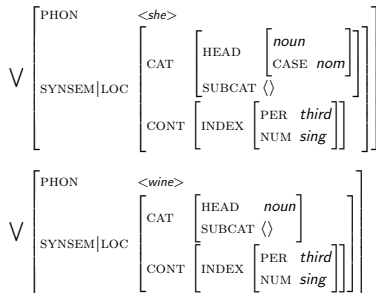 PHON <she>
noun
HEAD
CASE nom
CAT
SUBCAT ⟨⟩
SYNSEM|LOC
PER third
CONT INDEX
NUM sing
∨
PHON <wine>
HEAD noun
CAT
SUBCAT ⟨⟩
SYNSEM|LOC
PER third
CONT INDEX
NUM sing
∨